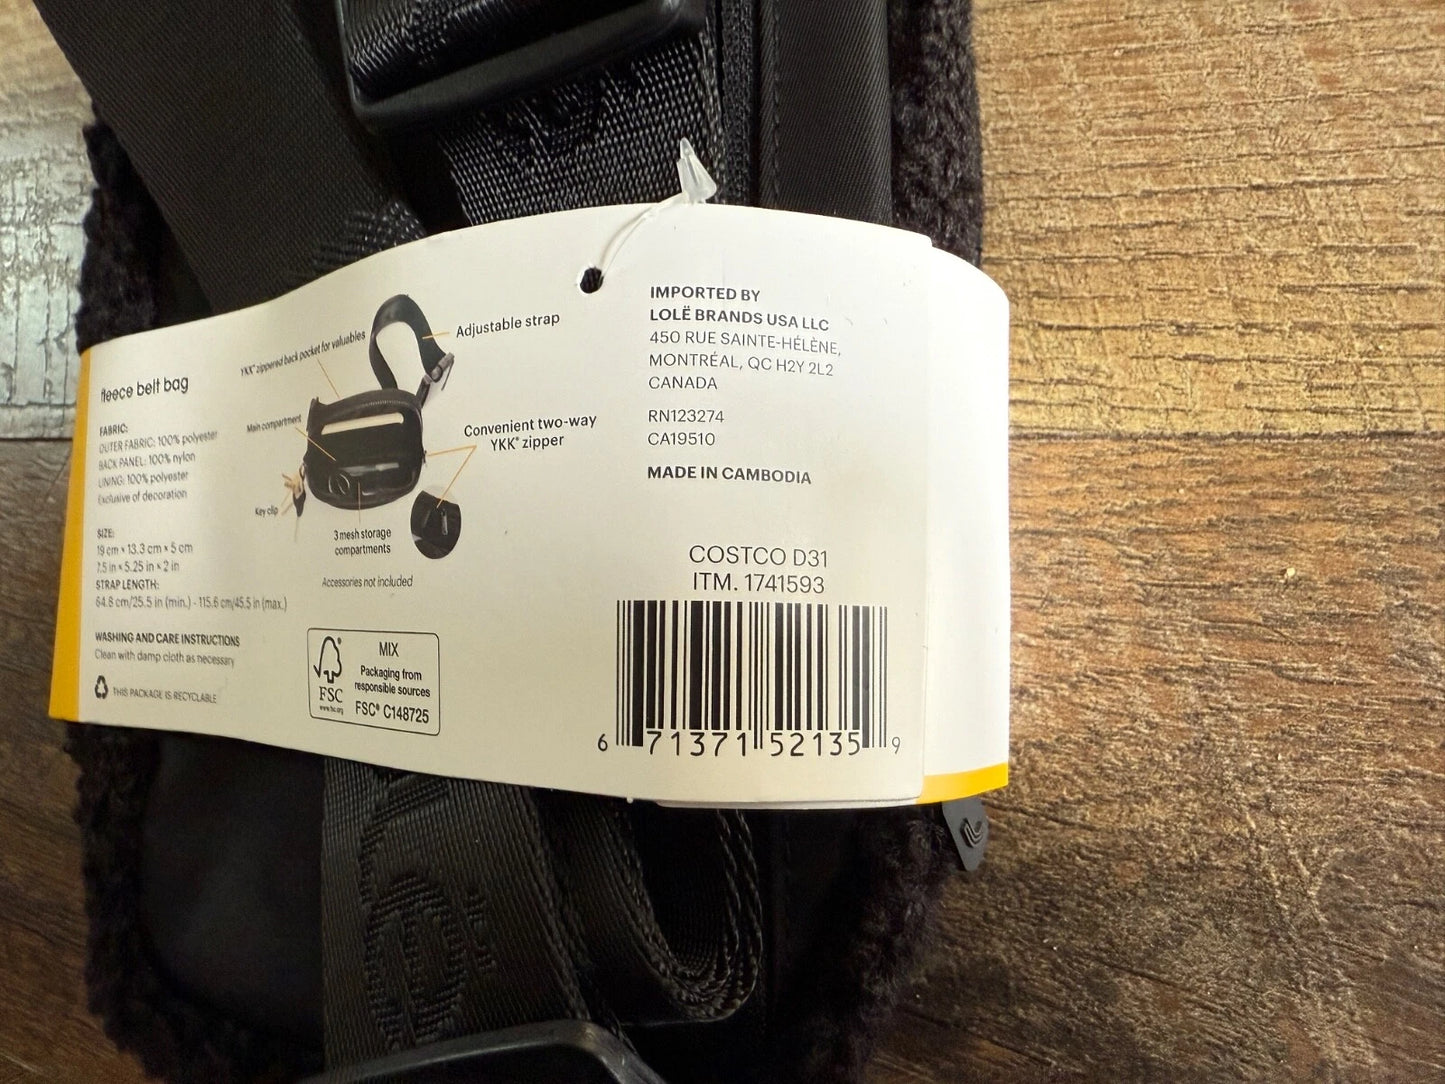 fleece belt bag
FABRIC:
OUTER FABRIC: 100% polyester
BACK PANEL: 100% nylon
LINING: 100% polyester
Exclusive of decoration
SIZE:
19 cm x 13.3 cm x 5 cm
7.5 in x 5.25 in x 2 in
STRAP LENGTH:
64.8 cm/25.5 in (min.) - 115.6 cm/45.5 in (max.)
WASHING AND CARE INSTRUCTIONS
Clean with damp cloth as necessary
THIS PACKAGE IS RECYCLABLE
YKK® zippered back pocket for valuables
Adjustable strap
Main compartment
Convenient two-way
YKK® zipper
Key clip
3 mesh storage
compartments
Accessories not included
FSC
www.fsc.org
MIX
Packaging from
responsible sources
FSC® C148725
IMPORTED BY
LOLË BRANDS USA LLC
450 RUE SAINTE-HÉLÈNE,
MONTRÉAL, QC H2Y 2L2
CANADA
RN123274
CA19510
MADE IN CAMBODIA
COSTCO D31
ITM. 1741593
6 71371 52135 9